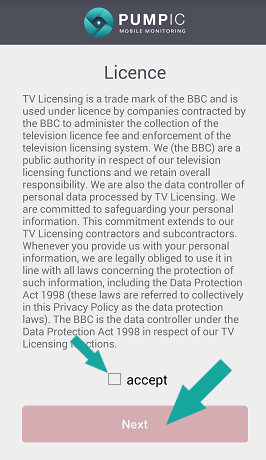 PUMPIC
MOBILE MONITORING
Licence
TV Licensing is a trade mark of the BBC and is
used under licence by companies contracted by
the BBC to administer the collection of the
television licence fee and enforcement of the
television licensing system. We (the BBC) are a
public authority in respect of our television
licensing functions and we retain overall
responsibility. We are also the data controller of
personal data processed by TV Licensing. We
are committed to safeguarding your personal
information. This commitment extends to our
TV Licensing contractors and subcontractors.
Whenever you provide us with your personal
information, we are legally obliged to use it in
line with all laws concerning the protection of
such information, including the Data Protection
Act 1998 (these laws are referred to collectively
in this Privacy Policy as the data protection
laws). The BBC is the data controller under the
Data Protection Act 1998 in respect of our TV
Licensing functions.
accept
Next